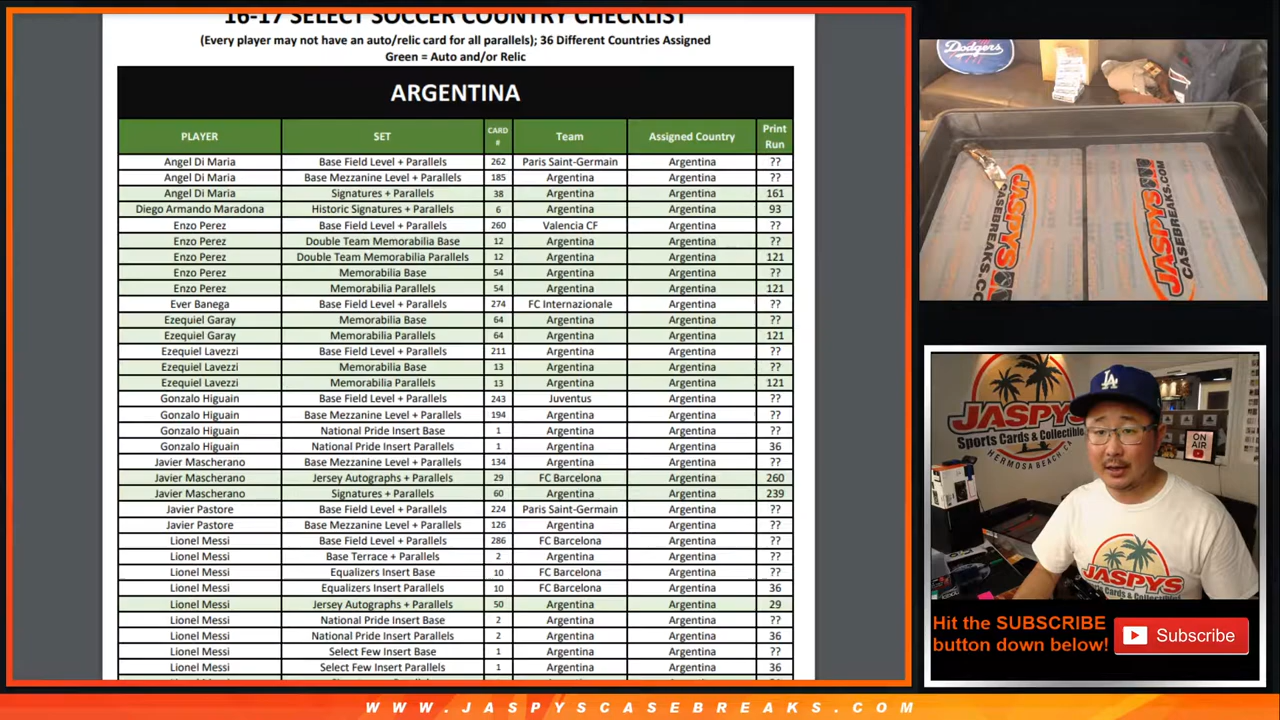 16-17 SELECT SOCCER COUNTRY CHECKLIST
(Every player may not have an auto/relic card for all parallels); 36 Different Countries Assigned
Green = Auto and/or Relic
ARGENTINA
PLAYER SET CARD # Team Assigned Country Print Run
Angel Di Maria Base Field Level + Parallels 262 Paris Saint-Germain Argentina ??
Angel Di Maria Base Mezzanine Level + Parallels 185 Argentina Argentina ??
Angel Di Maria Signatures + Parallels 38 Argentina Argentina 161
Diego Armando Maradona Historic Signatures + Parallels 6 Argentina Argentina 93
Enzo Perez Base Field Level + Parallels 260 Valencia CF Argentina ??
Enzo Perez Double Team Memorabilia Base 12 Argentina Argentina ??
Enzo Perez Double Team Memorabilia Parallels 12 Argentina Argentina 121
Enzo Perez Memorabilia Base 54 Argentina Argentina ??
Enzo Perez Memorabilia Parallels 54 Argentina Argentina 121
Ever Banega Base Field Level + Parallels 274 FC Internazionale Argentina ??
Ezequiel Garay Memorabilia Base 64 Argentina Argentina ??
Ezequiel Garay Memorabilia Parallels 64 Argentina Argentina 121
Ezequiel Lavezzi Base Field Level + Parallels 211 Argentina Argentina ??
Ezequiel Lavezzi Memorabilia Base 13 Argentina Argentina ??
Ezequiel Lavezzi Memorabilia Parallels 13 Argentina Argentina 121
Gonzalo Higuain Base Field Level + Parallels 243 Juventus Argentina ??
Gonzalo Higuain Base Mezzanine Level + Parallels 194 Argentina Argentina ??
Gonzalo Higuain National Pride Insert Base 1 Argentina Argentina ??
Gonzalo Higuain National Pride Insert Parallels 1 Argentina Argentina 36
Javier Mascherano Base Mezzanine Level + Parallels 134 Argentina Argentina ??
Javier Mascherano Jersey Autographs + Parallels 29 FC Barcelona Argentina 260
Javier Mascherano Signatures + Parallels 60 Argentina Argentina 239
Javier Pastore Base Field Level + Parallels 224 Paris Saint-Germain Argentina ??
Javier Pastore Base Mezzanine Level + Parallels 126 Argentina Argentina ??
Lionel Messi Base Field Level + Parallels 286 FC Barcelona Argentina ??
Lionel Messi Base Terrace + Parallels 2 Argentina Argentina ??
Lionel Messi Equalizers Insert Base 10 FC Barcelona Argentina ??
Lionel Messi Equalizers Insert Parallels 10 FC Barcelona Argentina 36
Lionel Messi Jersey Autographs + Parallels 50 Argentina Argentina 29
Lionel Messi National Pride Insert Base 2 Argentina Argentina ??
Lionel Messi National Pride Insert Parallels 2 Argentina Argentina 36
Lionel Messi Select Few Insert Base 1 Argentina Argentina ??
Lionel Messi Select Few Insert Parallels 1 Argentina Argentina 36
Dodgers
JASPYS
CASEBREAKS.COM
JASPYS
CASEBREAKS.COM
JASPYS
Sports Cards & Collectible
HERMOSA BEACH CA
LA
ON AIR
JASPYS
Hit the SUBSCRIBE
button down below!
Subscribe
WWW.JASPYSCASEBREAKS.COM